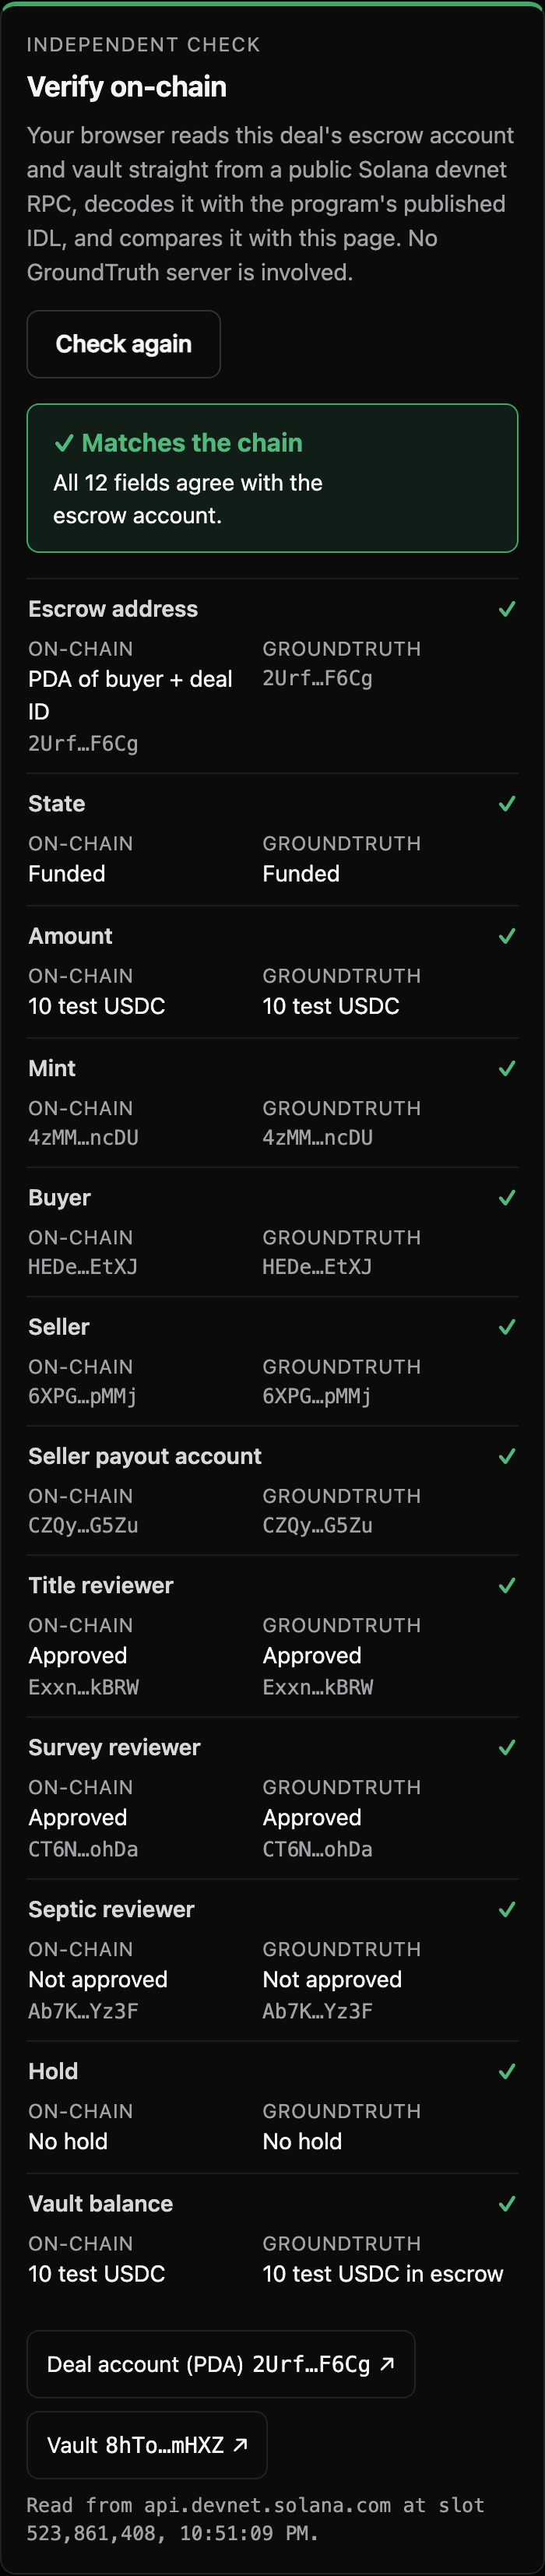 INDEPENDENT CHECK
Verify on-chain
Your browser reads this deal's escrow account
and vault straight from a public Solana devnet
RPC, decodes it with the program's published
IDL, and compares it with this page. No
GroundTruth server is involved.
Check again
✓ Matches the chain
All 12 fields agree with the
escrow account.
Escrow address ✓
ON-CHAIN GROUNDTRUTH
PDA of buyer + deal 2Urf…F6Cg
ID
2Urf…F6Cg
State ✓
ON-CHAIN GROUNDTRUTH
Funded Funded
Amount ✓
ON-CHAIN GROUNDTRUTH
10 test USDC 10 test USDC
Mint ✓
ON-CHAIN GROUNDTRUTH
4zMM…ncDU 4zMM…ncDU
Buyer ✓
ON-CHAIN GROUNDTRUTH
HEDe…EtXJ HEDe…EtXJ
Seller ✓
ON-CHAIN GROUNDTRUTH
6XPG…pMMj 6XPG…pMMj
Seller payout account ✓
ON-CHAIN GROUNDTRUTH
CZQy…G5Zu CZQy…G5Zu
Title reviewer ✓
ON-CHAIN GROUNDTRUTH
Approved Approved
Exxn…kBRW Exxn…kBRW
Survey reviewer ✓
ON-CHAIN GROUNDTRUTH
Approved Approved
CT6N…ohDa CT6N…ohDa
Septic reviewer ✓
ON-CHAIN GROUNDTRUTH
Not approved Not approved
Ab7K…Yz3F Ab7K…Yz3F
Hold ✓
ON-CHAIN GROUNDTRUTH
No hold No hold
Vault balance ✓
ON-CHAIN GROUNDTRUTH
10 test USDC 10 test USDC in escrow
Deal account (PDA) 2Urf…F6Cg ↗
Vault 8hTo…mHXZ ↗
Read from api.devnet.solana.com at slot
523,861,408, 10:51:09 PM.